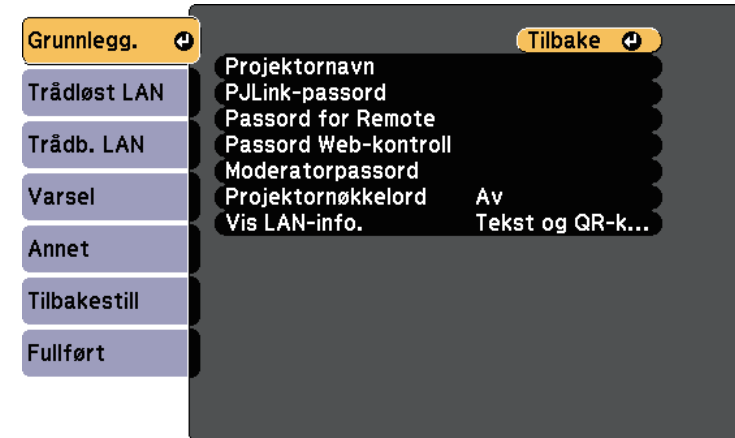 Grunnlegg.
Trådløst LAN
Trådb. LAN
Varsel
Annet
Tilbakestill
Fullført
Tilbake
Projektornavn
PJLink-passord
Passord for Remote
Passord Web-kontroll
Moderatorpassord
Projektornøkkelord Av
Vis LAN-info. Tekst og QR-k...